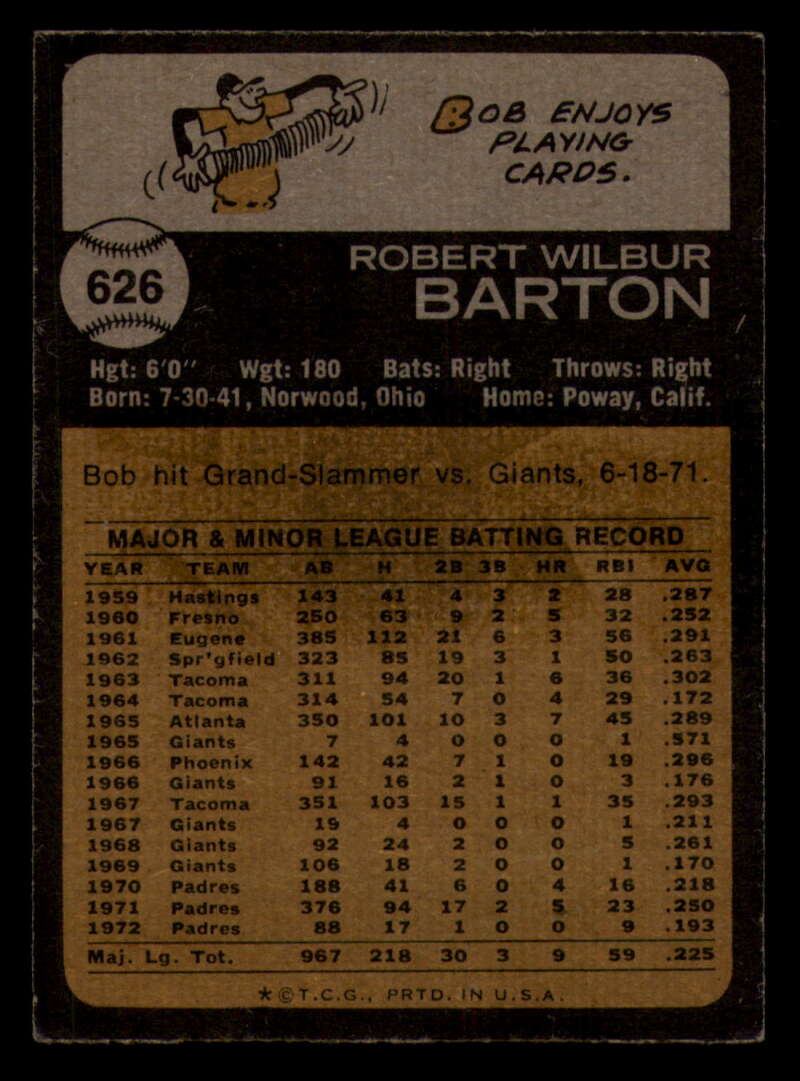 BOB ENJOYS
PLAYING
CARDS.
626
ROBERT WILBUR
BARTON
Hgt: 6'0" Wgt: 180 Bats: Right Throws: Right
Born: 7-30-41, Norwood, Ohio Home: Poway, Calif.
Bob hit Grand-Slammer vs. Giants, 6-18-71.
MAJOR & MINOR LEAGUE BATTING RECORD
YEAR TEAM AB H 2B 3B HR RBI AVG
1959 Hastings 143 41 4 3 2 28 .287
1960 Fresno 250 63 9 2 5 32 .252
1961 Eugene 385 112 21 6 3 56 .291
1962 Spr'gfield 323 85 19 3 1 50 .263
1963 Tacoma 311 94 20 1 6 36 .302
1964 Tacoma 314 54 7 0 4 29 .172
1965 Atlanta 350 101 10 3 7 45 .289
1965 Giants 7 4 0 0 0 1 .571
1966 Phoenix 142 42 7 1 0 19 .296
1966 Giants 91 16 2 1 0 3 .176
1967 Tacoma 351 103 15 1 1 35 .293
1967 Giants 19 4 0 0 0 1 .211
1968 Giants 92 24 2 0 0 5 .261
1969 Giants 106 18 2 0 0 1 .170
1970 Padres 188 41 6 0 4 16 .218
1971 Padres 376 94 17 2 5 23 .250
1972 Padres 88 17 1 0 0 9 .193
Maj. Lg. Tot. 967 218 30 3 9 59 .225
*©T.C.G., PRTD. IN U.S.A.